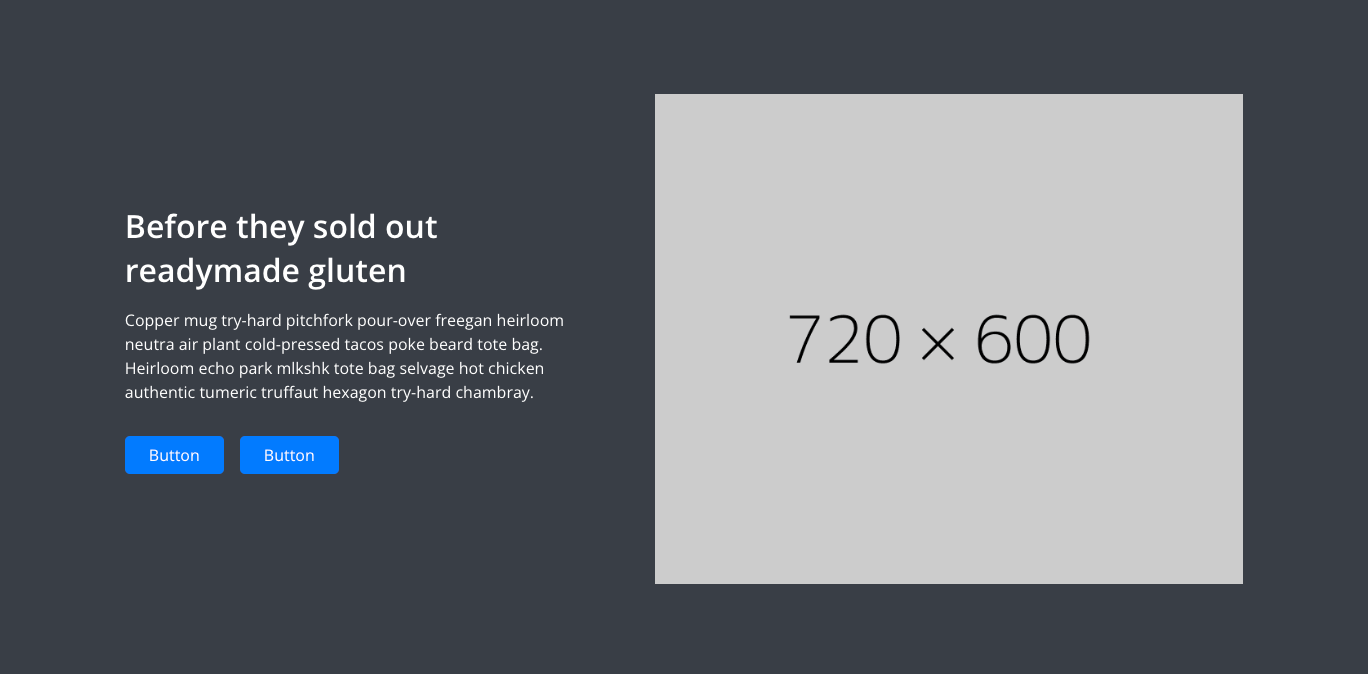 Before they sold out
readymade gluten
Copper mug try-hard pitchfork pour-over freegan heirloom
neutra air plant cold-pressed tacos poke beard tote bag.
Heirloom echo park mlkshk tote bag selvage hot chicken
authentic tumeric truffaut hexagon try-hard chambray.
Button Button
720 × 600